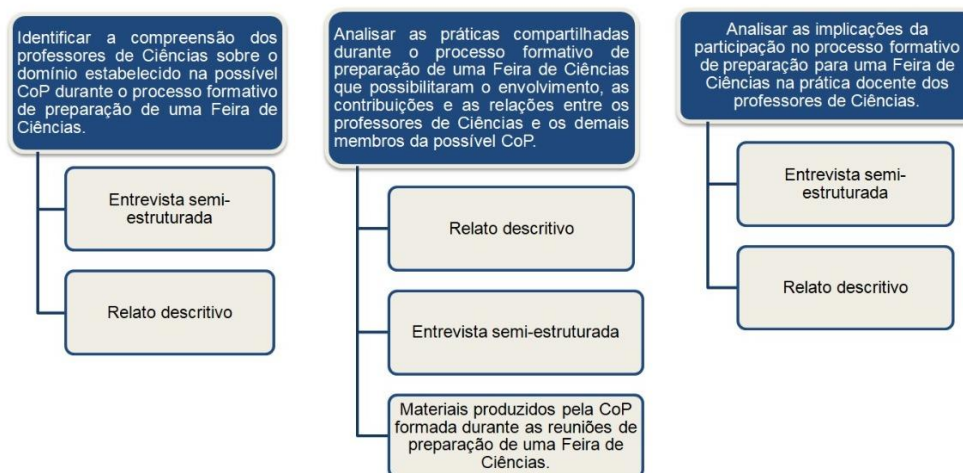 Identificar a compreensão dos
professores de Ciências sobre o
domínio estabelecido na possível
CoP durante o processo formativo
de preparação de uma Feira de
Ciências.
Entrevista semi-
estruturada
Relato descritivo
Analisar as práticas compartilhadas
durante o processo formativo de
preparação de uma Feira de Ciências
que possibilitaram o envolvimento, as
contribuições e as relações entre os
professores de Ciências e os demais
membros da possível CoP.
Relato descritivo
Entrevista semi-estruturada
Materiais produzidos pela CoP
formada durante as reuniões de
preparação de uma Feira de
Ciências.
Analisar as implicações da
participação no processo formativo
de preparação para uma Feira de
Ciências na prática docente dos
professores de Ciências.
Entrevista semi-
estruturada
Relato descritivo